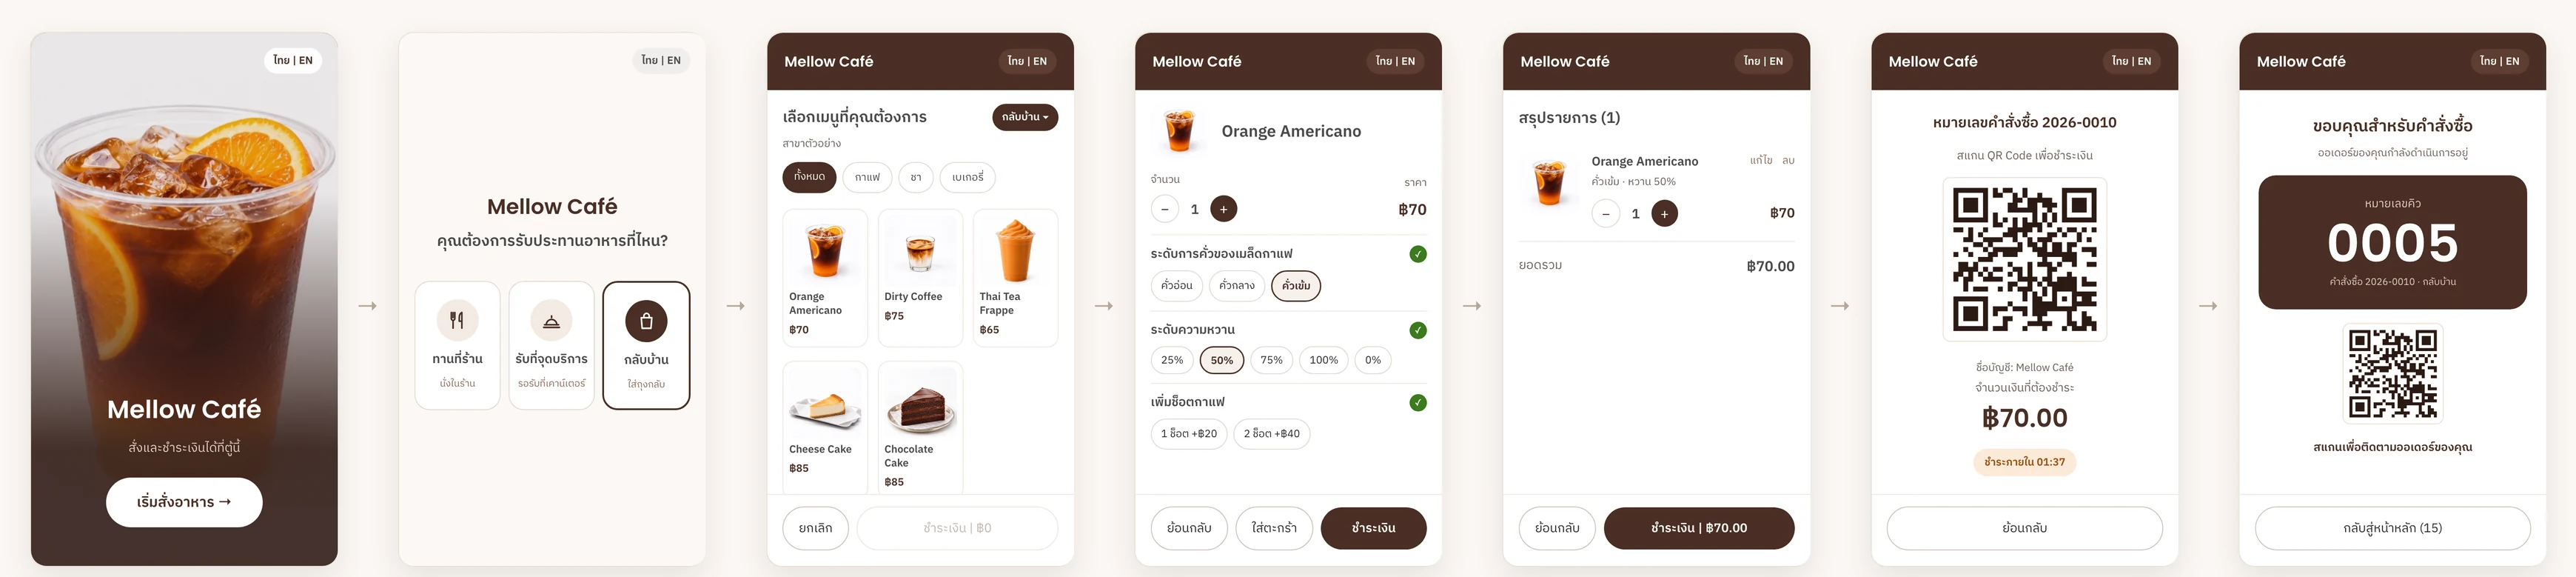 ไทย | EN
Mellow Café
สั่งและชำระเงินได้ที่ตู้นี้
เริ่มสั่งอาหาร →
ไทย | EN
Mellow Café
คุณต้องการรับประทานอาหารที่ไหน?
ทานที่ร้าน
นั่งในร้าน
รับที่จุดบริการ
รอรับที่เคาน์เตอร์
กลับบ้าน
ใส่ถุงกลับ
Mellow Café
ไทย | EN
เลือกเมนูที่คุณต้องการ
กลับบ้าน
สาขาตัวอย่าง
ทั้งหมด กาแฟ ชา เบเกอรี่
Orange
Americano
฿70
Dirty Coffee
฿75
Thai Tea
Frappe
฿65
Cheese Cake
฿85
Chocolate
Cake
฿85
ยกเลิก
ชำระเงิน | ฿0
Mellow Café
ไทย | EN
Orange Americano
จำนวน
ราคา
− 1 +
฿70
ระดับการคั่วของเมล็ดกาแฟ
✓
คั่วอ่อน คั่วกลาง คั่วเข้ม
ระดับความหวาน
✓
25% 50% 75% 100% 0%
เพิ่มช็อตกาแฟ
✓
1 ช็อต +฿20 2 ช็อต +฿40
ย้อนกลับ ใส่ตะกร้า ชำระเงิน
Mellow Café
ไทย | EN
สรุปรายการ (1)
Orange Americano
แก้ไข ลบ
คั่วเข้ม · หวาน 50%
− 1 +
฿70
ยอดรวม
฿70.00
ย้อนกลับ
ชำระเงิน | ฿70.00
Mellow Café
ไทย | EN
หมายเลขคำสั่งซื้อ 2026-0010
สแกน QR Code เพื่อชำระเงิน
ชื่อบัญชี: Mellow Café
จำนวนเงินที่ต้องชำระ
฿70.00
ชำระภายใน 01:37
ย้อนกลับ
Mellow Café
ไทย | EN
ขอบคุณสำหรับคำสั่งซื้อ
ออเดอร์ของคุณกำลังดำเนินการอยู่
หมายเลขคิว
0005
คำสั่งซื้อ 2026-0010 · กลับบ้าน
สแกนเพื่อติดตามออเดอร์ของคุณ
กลับสู่หน้าหลัก (15)